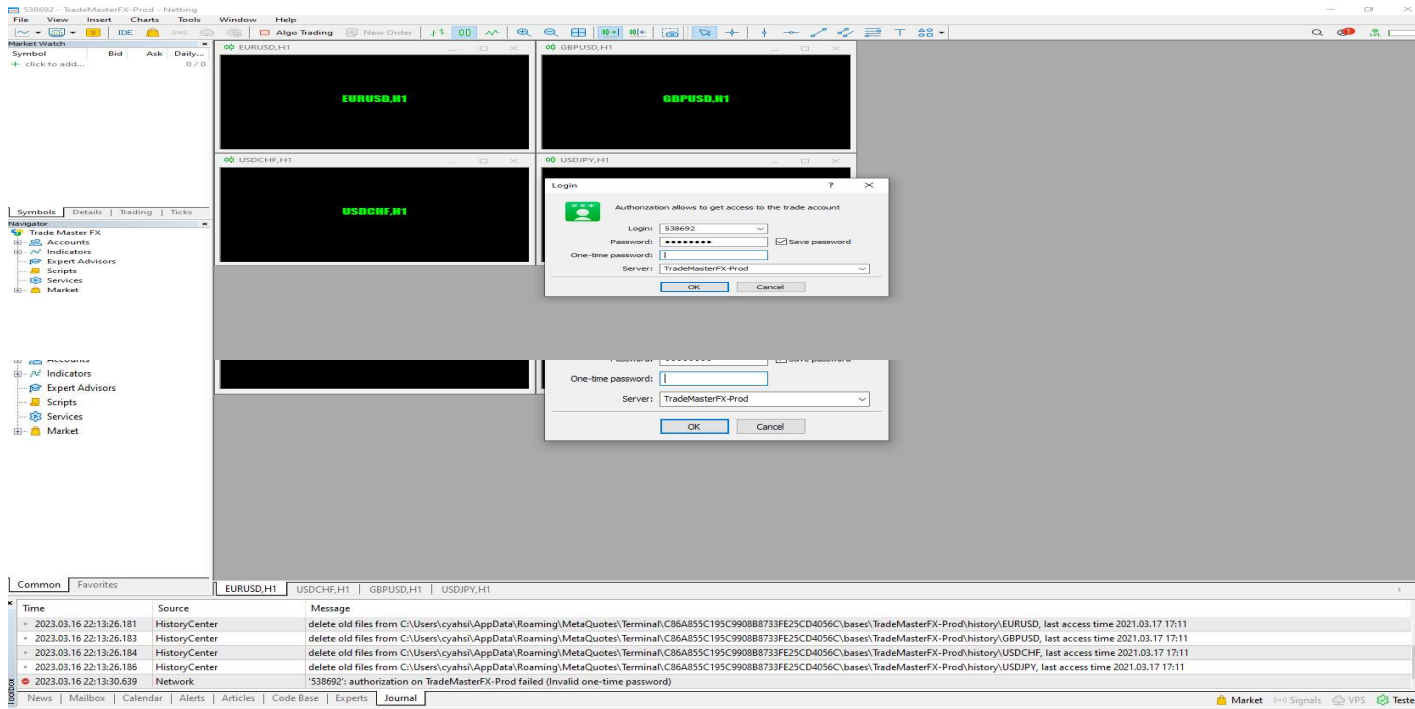 538692 - TradeMasterFX-Prod - Netting
File View Insert Charts Tools Window Help
IDE Algo Trading New Order
Market Watch
Symbol Bid Ask Daily...
+ click to add... 0 / 0
EURUSD,H1
EURUSD,H1
GBPUSD,H1
GBPUSD,H1
USDCHF,H1
USDCHF,H1
USDJPY,H1
Symbols Details Trading Ticks
Navigator
Trade Master FX
Accounts
Indicators
Expert Advisors
Scripts
Services
Market
Login ?
Authorization allows to get access to the trade account
Login: 538692
Password: Save password
One-time password:
Server: TradeMasterFX-Prod
OK Cancel
Accounts
Indicators
Expert Advisors
Scripts
Services
Market
Password: Save password
One-time password:
Server: TradeMasterFX-Prod
OK Cancel
Common Favorites
EURUSD,H1 USDCHF,H1 GBPUSD,H1 USDJPY,H1
Time Source Message
2023.03.16 22:13:26.181 HistoryCenter delete old files from C:\Users\cyahsi\AppData\Roaming\MetaQuotes\Terminal\C86A855C195C9908B8733FE25CD4056C\bases\TradeMasterFX-Prod\history\EURUSD, last access time 2021.03.17 17:11
2023.03.16 22:13:26.183 HistoryCenter delete old files from C:\Users\cyahsi\AppData\Roaming\MetaQuotes\Terminal\C86A855C195C9908B8733FE25CD4056C\bases\TradeMasterFX-Prod\history\GBPUSD, last access time 2021.03.17 17:11
2023.03.16 22:13:26.184 HistoryCenter delete old files from C:\Users\cyahsi\AppData\Roaming\MetaQuotes\Terminal\C86A855C195C9908B8733FE25CD4056C\bases\TradeMasterFX-Prod\history\USDCHF, last access time 2021.03.17 17:11
2023.03.16 22:13:26.186 HistoryCenter delete old files from C:\Users\cyahsi\AppData\Roaming\MetaQuotes\Terminal\C86A855C195C9908B8733FE25CD4056C\bases\TradeMasterFX-Prod\history\USDJPY, last access time 2021.03.17 17:11
2023.03.16 22:13:30.639 Network '538692': authorization on TradeMasterFX-Prod failed (Invalid one-time password)
Toolbox
News Mailbox Calendar Alerts Articles Code Base Experts Journal
Market Signals VPS Teste